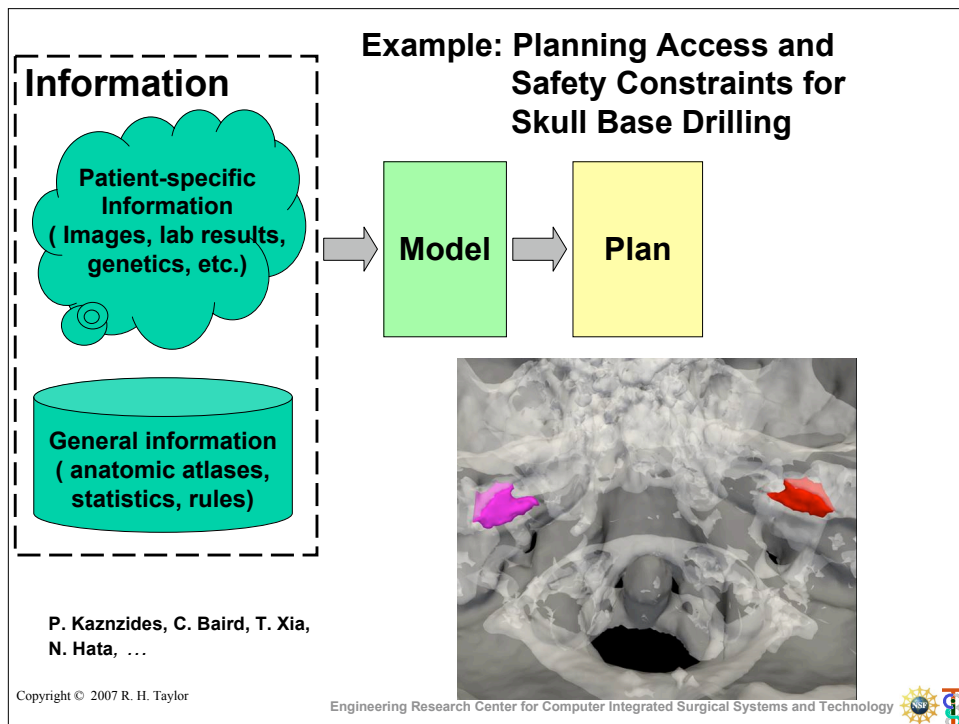 Example: Planning Access and
Safety Constraints for
Skull Base Drilling
Information
Patient-specific
Information
( Images, lab results,
genetics, etc.)
Model
Plan
General information
( anatomic atlases,
statistics, rules)
P. Kaznzides, C. Baird, T. Xia,
N. Hata, …
Copyright © 2007 R. H. Taylor
Engineering Research Center for Computer Integrated Surgical Systems and Technology
NSF